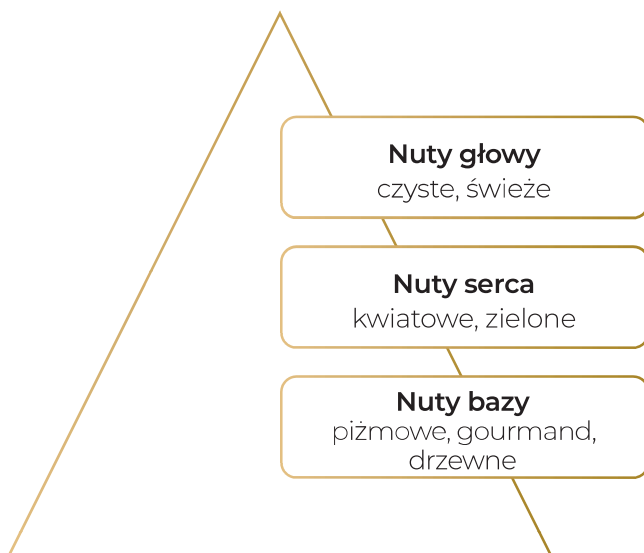 Nuty głowy
czyste, świeże
Nuty serca
kwiatowe, zielone
Nuty bazy
piżmowe, gourmand,
drzewne